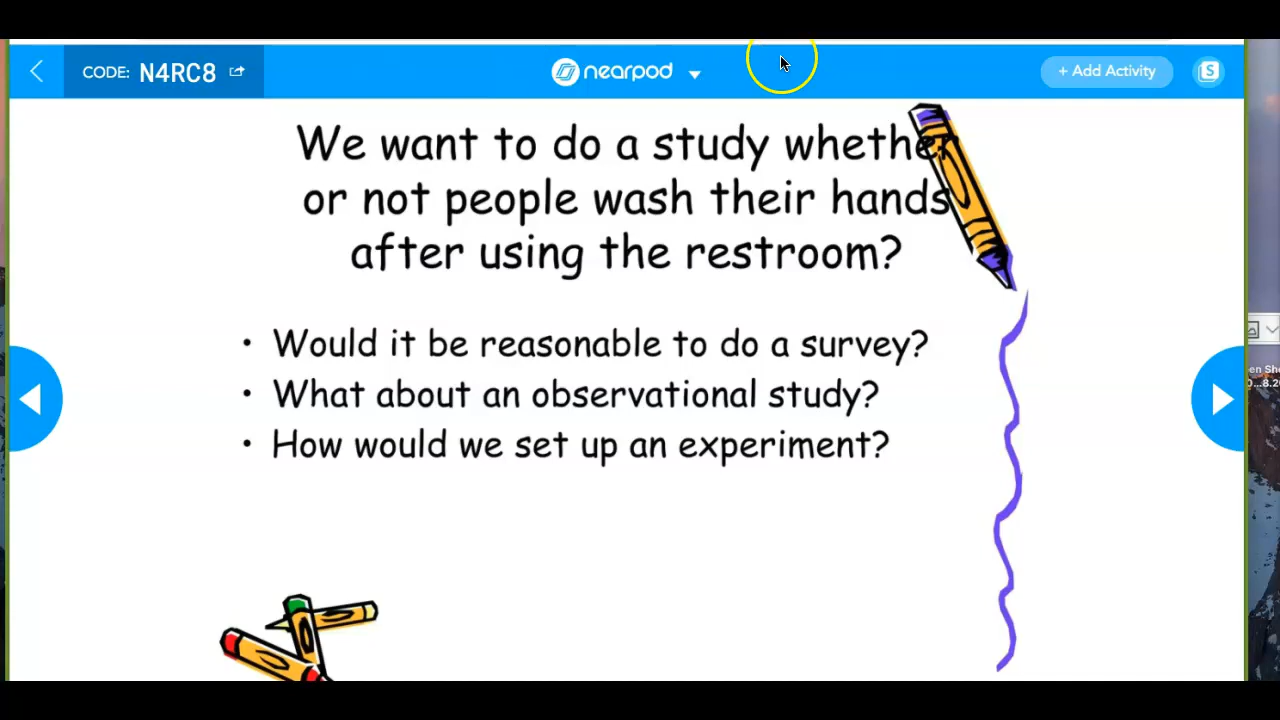 CODE: N4RC8
nearpod
+ Add Activity
S
We want to do a study whether
or not people wash their hands
after using the restroom?
• Would it be reasonable to do a survey?
• What about an observational study?
• How would we set up an experiment?